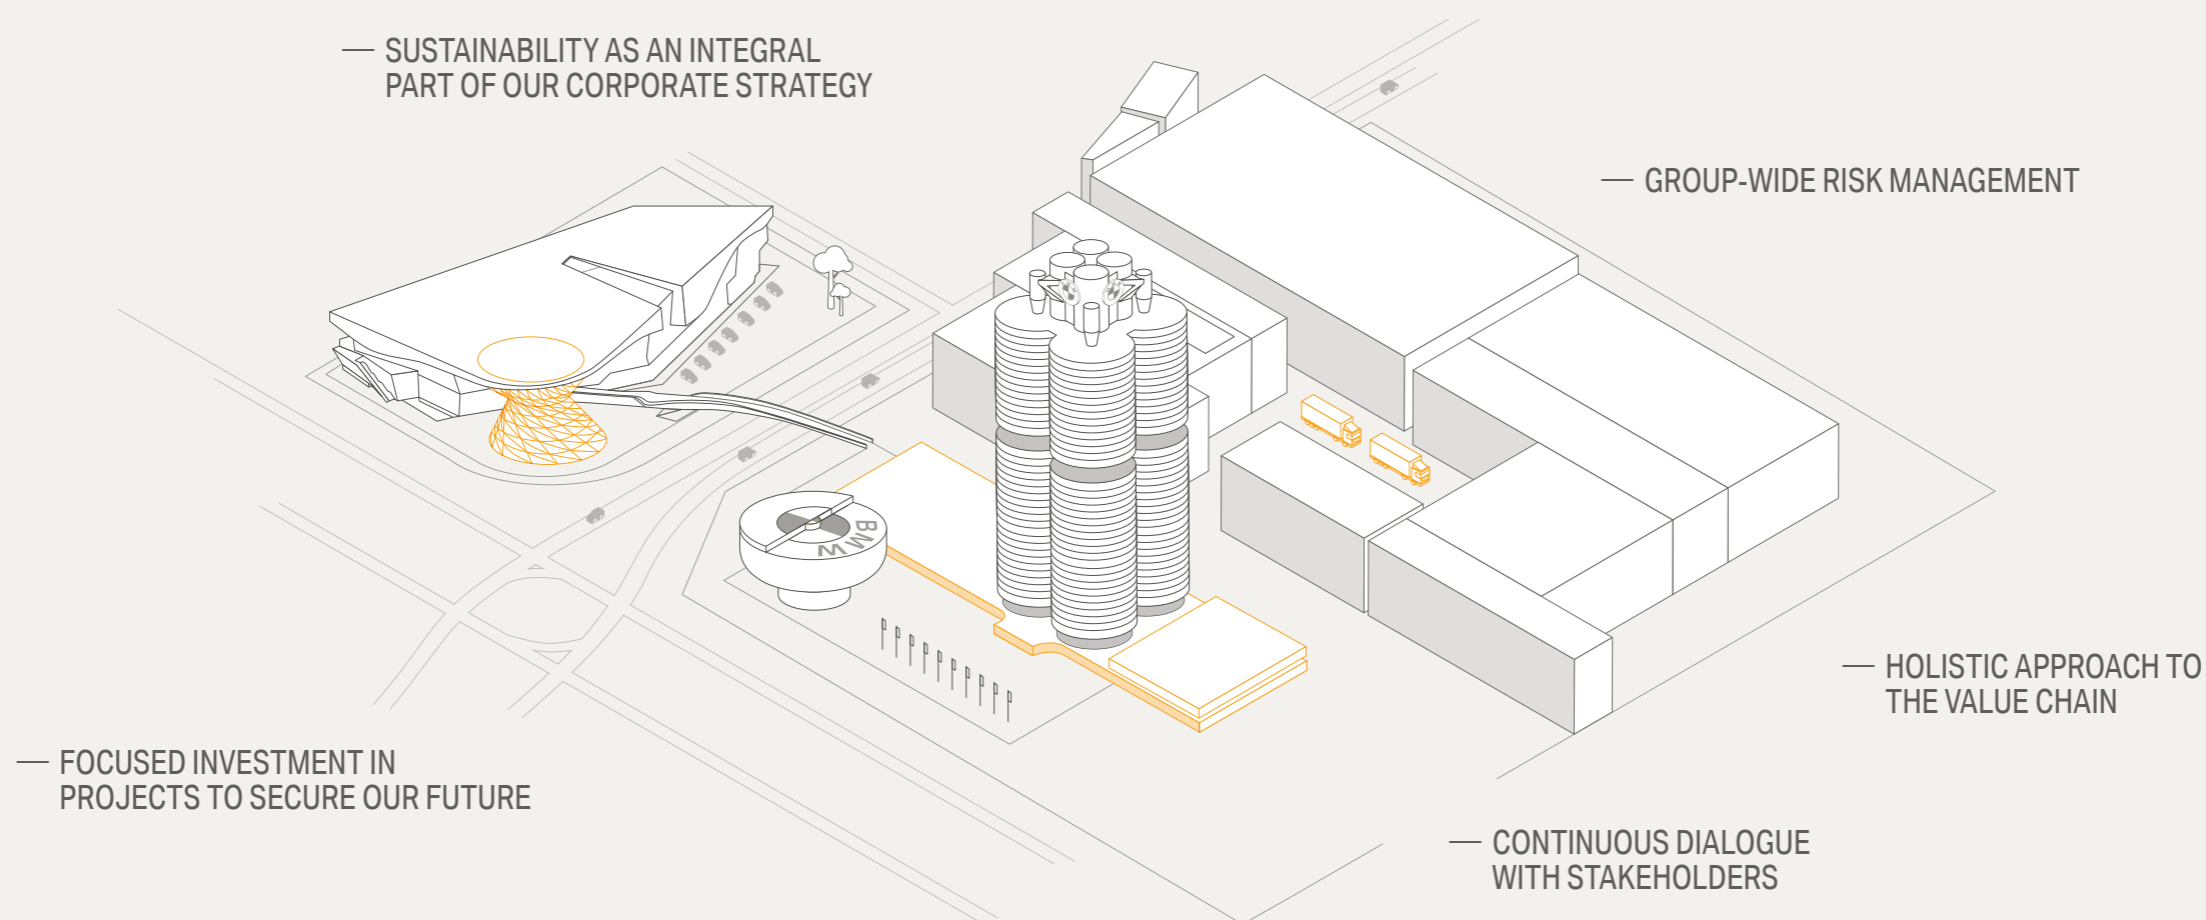 — SUSTAINABILITY AS AN INTEGRAL
PART OF OUR CORPORATE STRATEGY
— GROUP-WIDE RISK MANAGEMENT
BMW
— HOLISTIC APPROACH TO
THE VALUE CHAIN
— FOCUSED INVESTMENT IN
PROJECTS TO SECURE OUR FUTURE
— CONTINUOUS DIALOGUE
WITH STAKEHOLDERS